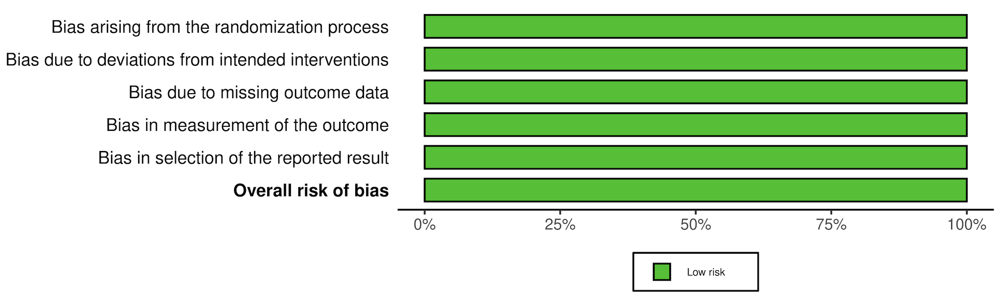 Bias arising from the randomization process
Bias due to deviations from intended interventions
Bias due to missing outcome data
Bias in measurement of the outcome
Bias in selection of the reported result
Overall risk of bias
0% 25% 50% 75% 100%
Low risk